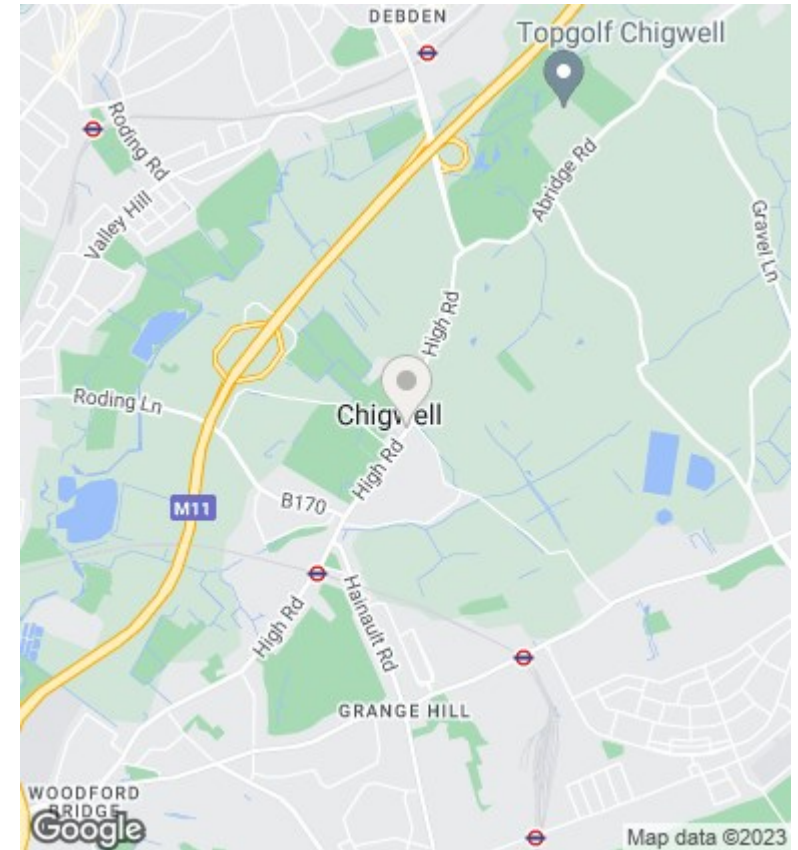 DEBDEN
Topgolf Chigwell
Roding Rd
Abridge Rd
Valley Hill
Gravel Ln
High Rd
Roding Ln
Chigwell
High Rd
B170
M11
Hainault Rd
High Rd
GRANGE HILL
WOODFORD
BRIDGE
Google
Map data ©2023